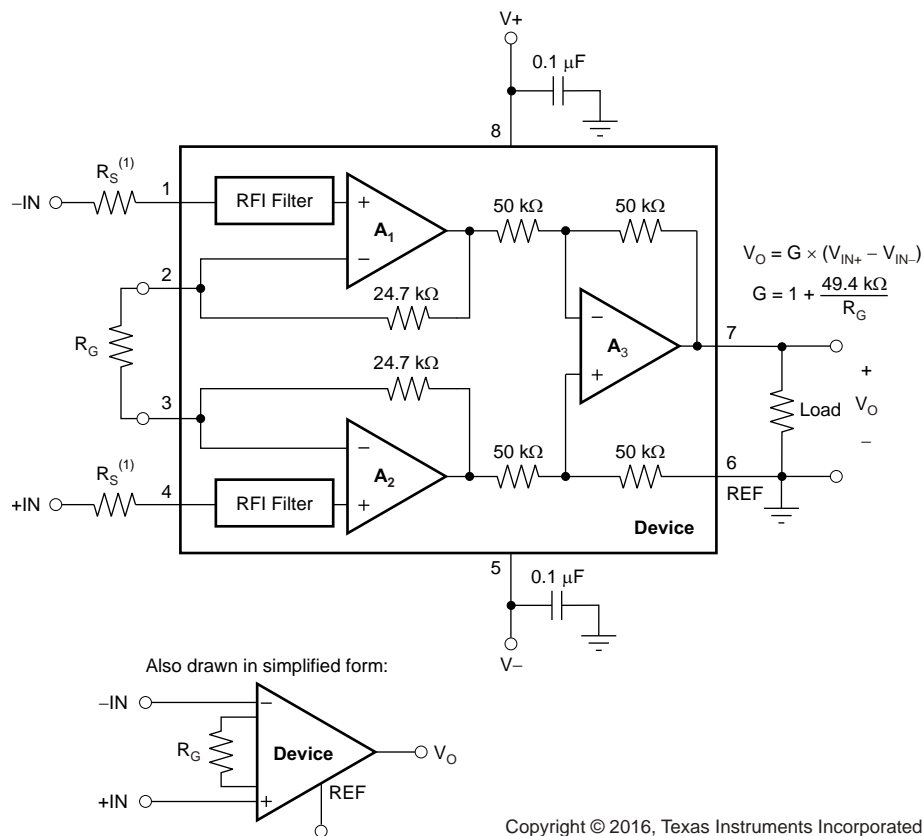 V+
0.1 μF
8
R_S^(1)
−IN
1
RFI Filter
+
A_1
−
50 kΩ
50 kΩ
V_O = G × (V_IN+ − V_IN−)
G = 1 + 49.4 kΩ / R_G
2
24.7 kΩ
R_G
−
A_3
+
7
24.7 kΩ
3
+
Load
V_O
−
−
A_2
+
50 kΩ
50 kΩ
6
REF
R_S^(1)
+IN
4
RFI Filter
Device
5
0.1 μF
V−
Also drawn in simplified form:
−IN
−
R_G
Device
V_O
+IN
+
REF
Copyright © 2016, Texas Instruments Incorporated